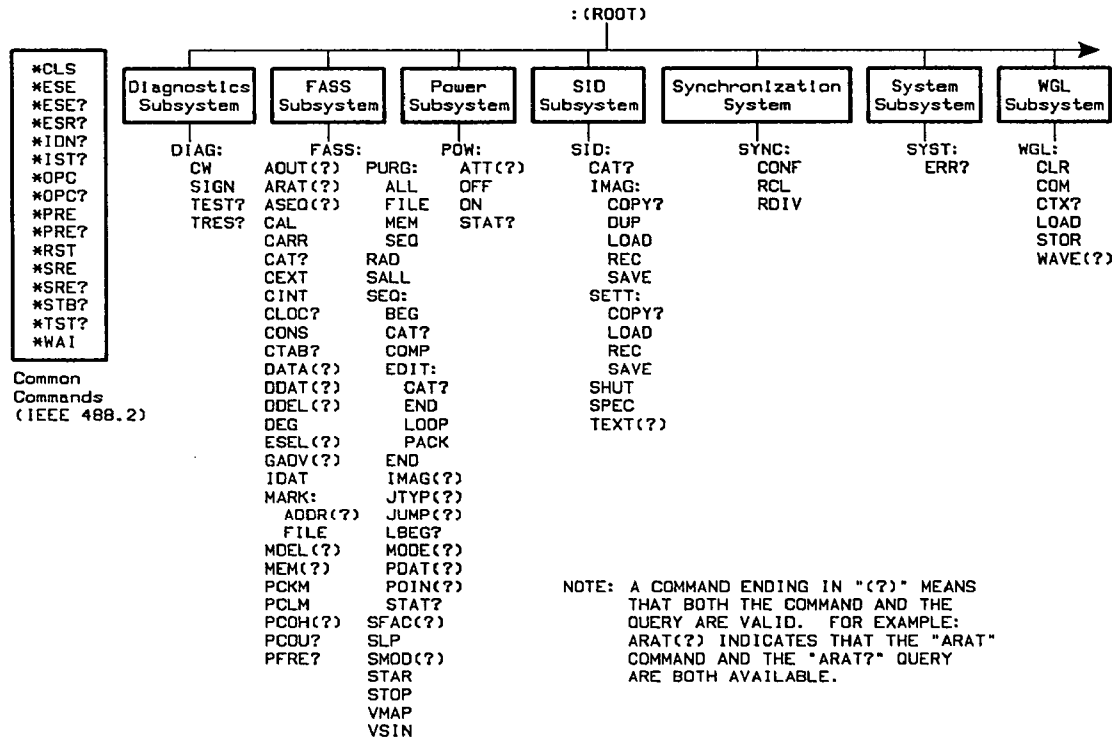 :(ROOT)
*CLS
*ESE
*ESE?
*ESR?
*IDN?
*IST?
*OPC
*OPC?
*PRE
*PRE?
*RST
*SRE
*SRE?
*STB?
*TST?
*WAI
Common
Commands
(IEEE 488.2)
Diagnostics
Subsystem
DIAG:
CW
SIGN
TEST?
TRES?
FASS
Subsystem
FASS:
AOUT(?)
ARAT(?)
ASEQ(?)
CAL
CARR
CAT?
CEXT
CINT
CLOC?
CONS
CTAB?
DATA(?)
DDAT(?)
DDEL(?)
DEG
ESEL(?)
GADV(?)
IDAT
MARK:
ADDR(?)
FILE
MDEL(?)
MEM(?)
PCKM
PCLM
PCOH(?)
PCOU?
PFRE?
PURG:
ALL
FILE
MEM
SEQ
RAD
SALL
SEQ:
BEG
CAT?
COMP
EDIT:
CAT?
END
LOOP
PACK
END
IMAG(?)
JTYP(?)
JUMP(?)
LBEG?
MODE(?)
PDAT(?)
POIN(?)
STAT?
SFAC(?)
SLP
SMOD(?)
STAR
STOP
VMAP
VSIN
Power
Subsystem
POW:
ATT(?)
OFF
ON
STAT?
SID
Subsystem
SID:
CAT?
IMAG:
COPY?
DUP
LOAD
REC
SAVE
SETT:
COPY?
LOAD
REC
SAVE
SHUT
SPEC
TEXT(?)
Synchronization
System
SYNC:
CONF
RCL
RDIV
System
Subsystem
SYST:
ERR?
WGL
Subsystem
WGL:
CLR
COM
CTX?
LOAD
STOR
WAVE(?)
NOTE: A COMMAND ENDING IN "(?)" MEANS
THAT BOTH THE COMMAND AND THE
QUERY ARE VALID. FOR EXAMPLE:
ARAT(?) INDICATES THAT THE "ARAT"
COMMAND AND THE "ARAT?" QUERY
ARE BOTH AVAILABLE.